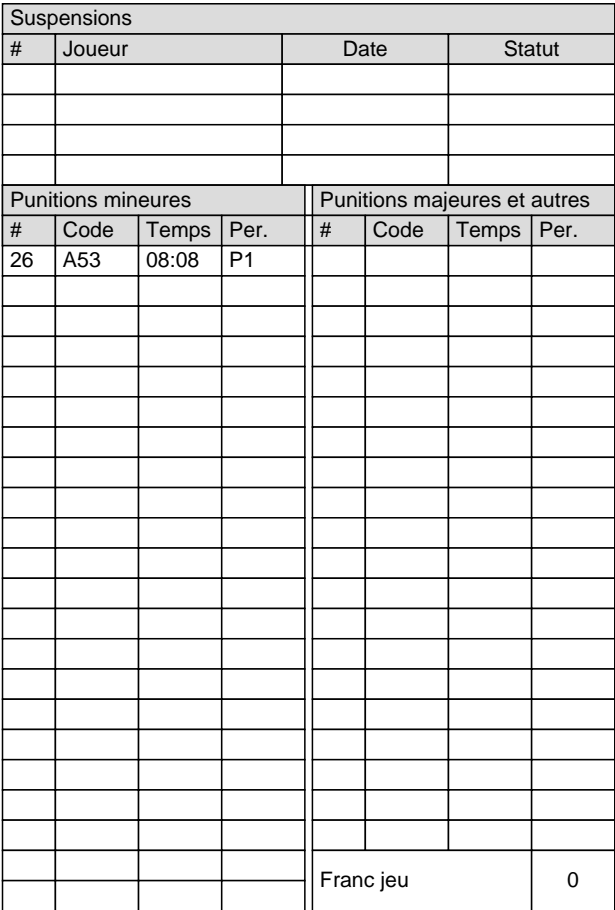 Suspensions
# Joueur Date Statut
Punitions mineures Punitions majeures et autres
# Code Temps Per. # Code Temps Per.
26 A53 08:08 P1
Franc jeu 0